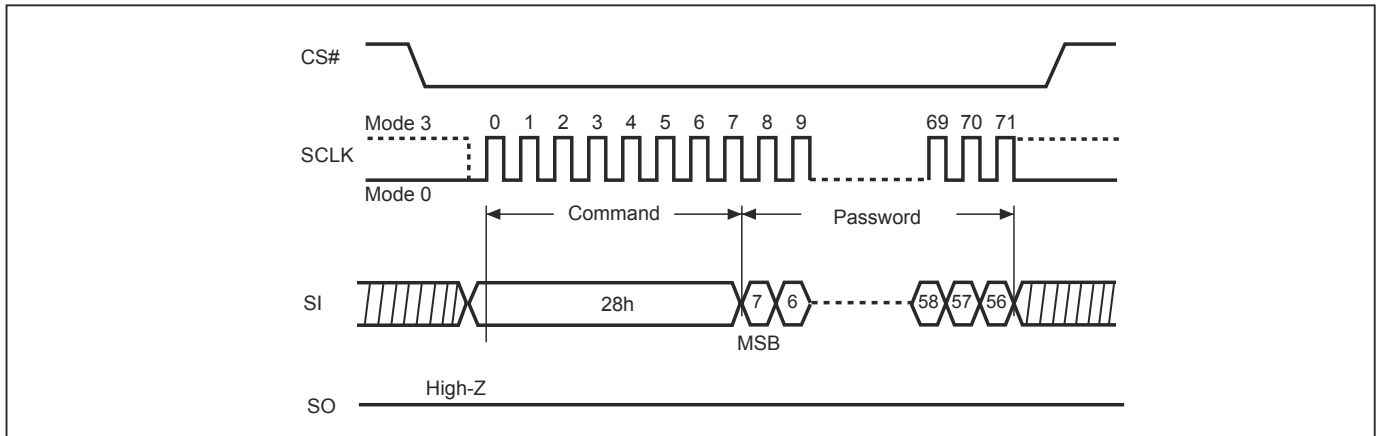 CS#
Mode 3 0 1 2 3 4 5 6 7 8 9 69 70 71
SCLK
Mode 0
Command Password
SI 28h 7 6 58 57 56
MSB
High-Z
SO